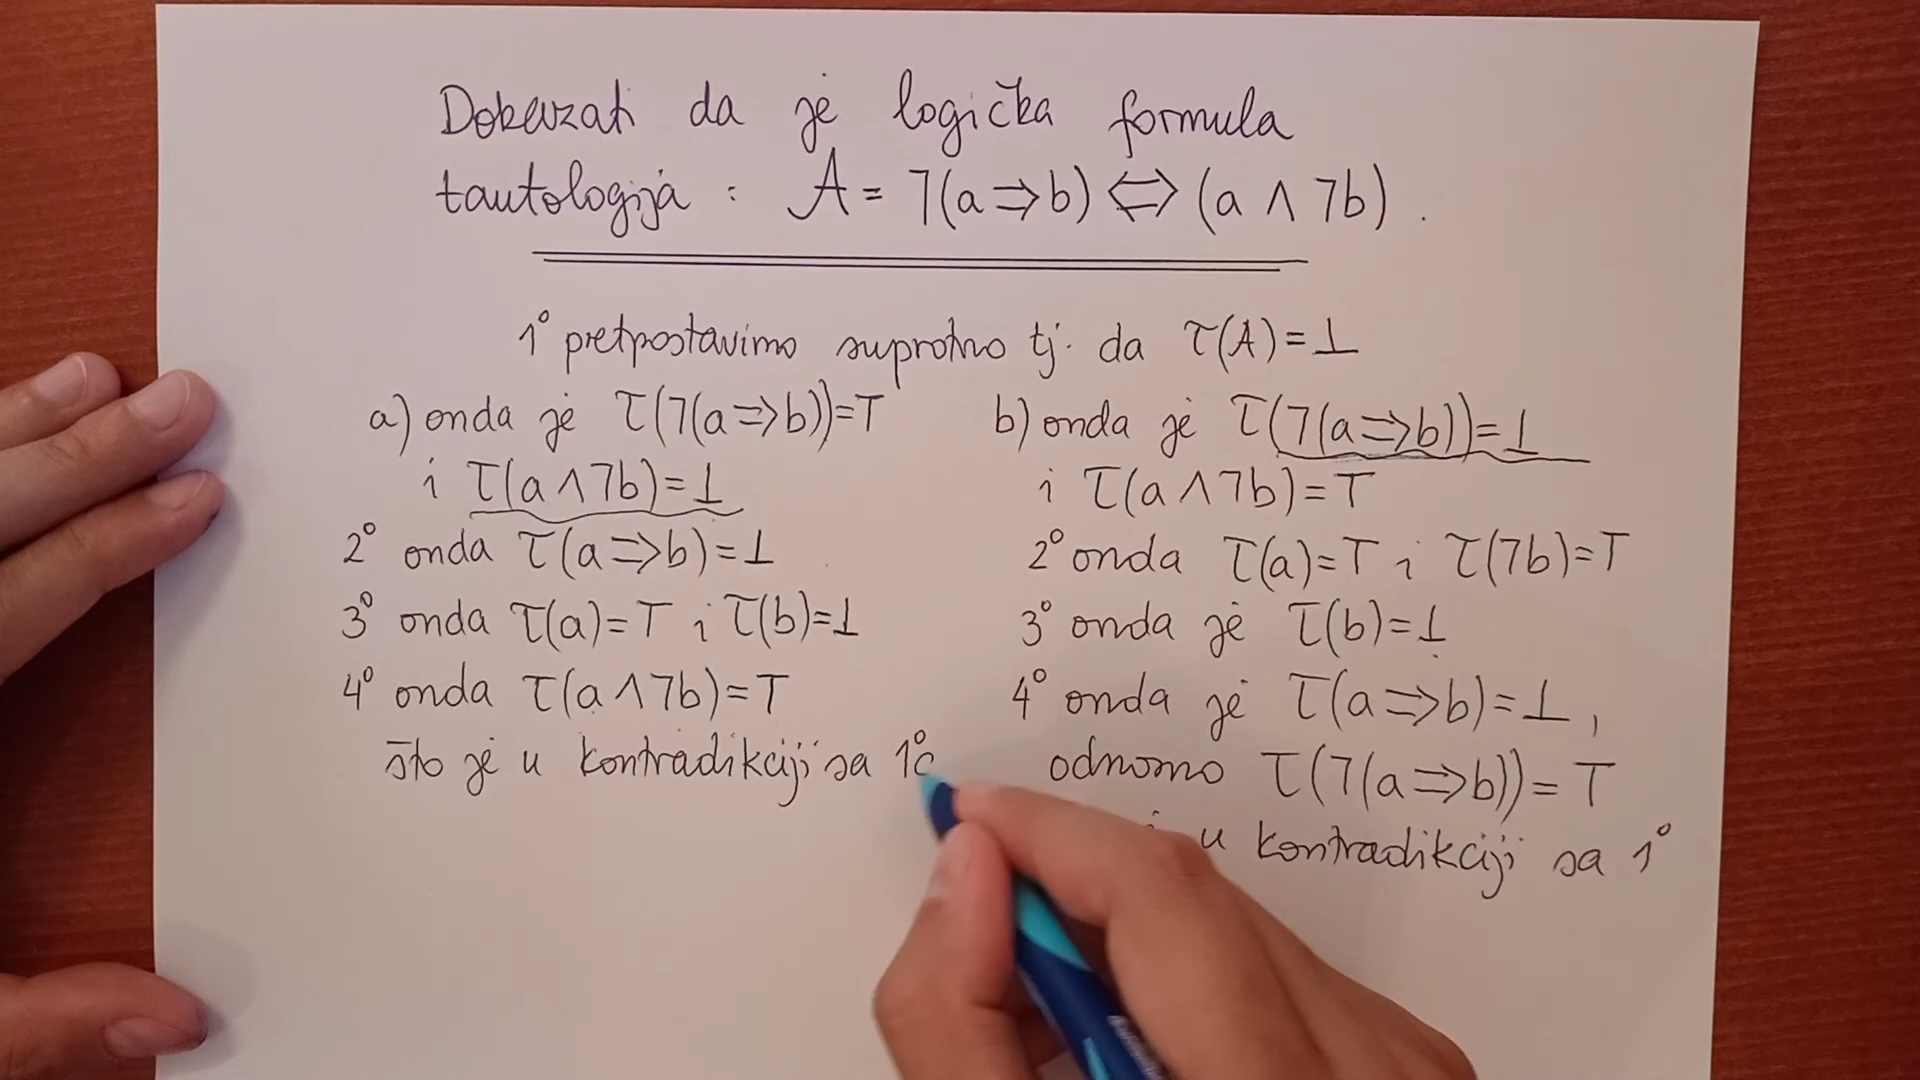 Dokazati da je logička formula
tautologija : A = ⅂(a ⇒ b) ⇔ (a ∧ ⅂b) .
1° pretpostavimo suprotno tj. da τ(A)=⊥
a) onda je τ(⅂(a⇒b))=T
i τ(a∧⅂b)=⊥
2° onda τ(a⇒b)=⊥
3° onda τ(a)=T i τ(b)=⊥
4° onda τ(a∧⅂b)=T
što je u kontradikciji sa 1°
b) onda je τ(⅂(a⇒b))=⊥
i τ(a∧⅂b)=T
2° onda τ(a)=T i τ(⅂b)=T
3° onda je τ(b)=⊥
4° onda je τ(a⇒b)=⊥,
odnosno τ(⅂(a⇒b))=T
u kontradikciji sa 1°